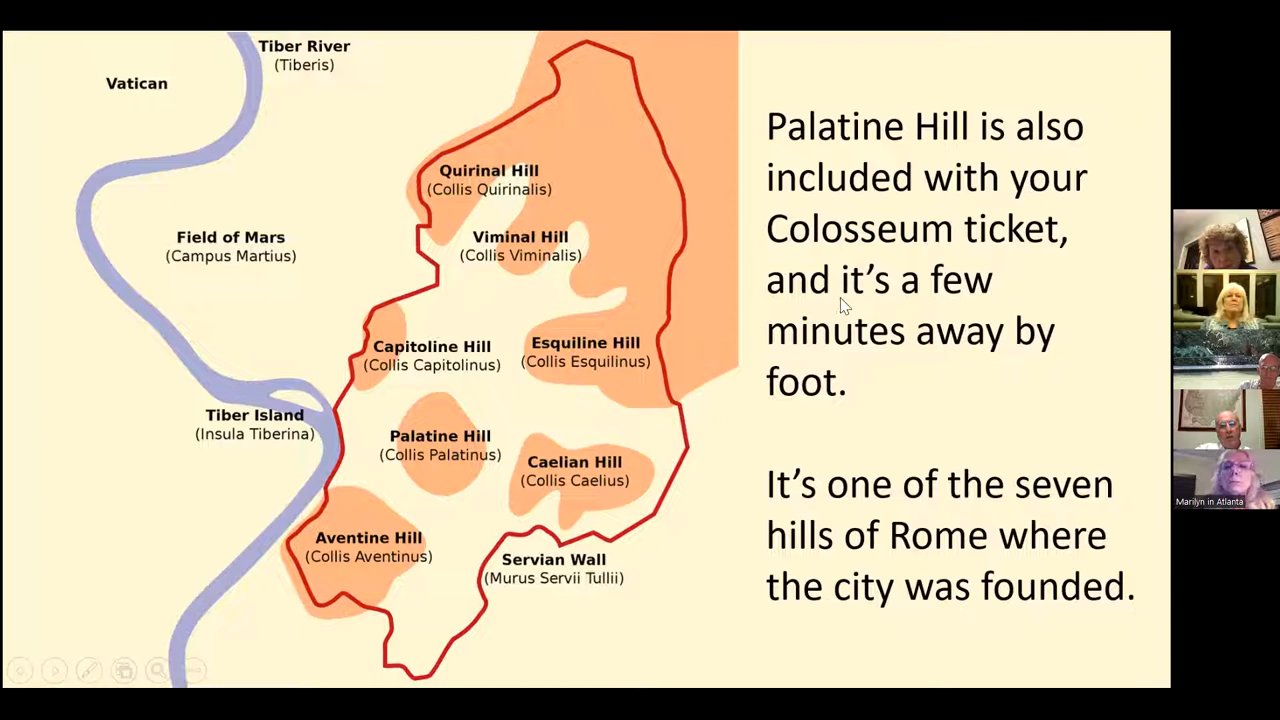 Tiber River
(Tiberis)
Vatican
Quirinal Hill
(Collis Quirinalis)
Field of Mars
(Campus Martius)
Viminal Hill
(Collis Viminalis)
Capitoline Hill
(Collis Capitolinus)
Esquiline Hill
(Collis Esquilinus)
Tiber Island
(Insula Tiberina)
Palatine Hill
(Collis Palatinus)
Caelian Hill
(Collis Caelius)
Aventine Hill
(Collis Aventinus)
Servian Wall
(Murus Servii Tullii)
Palatine Hill is also
included with your
Colosseum ticket,
and it’s a few
minutes away by
foot.
It’s one of the seven
hills of Rome where
the city was founded.
Marilyn in Atlanta